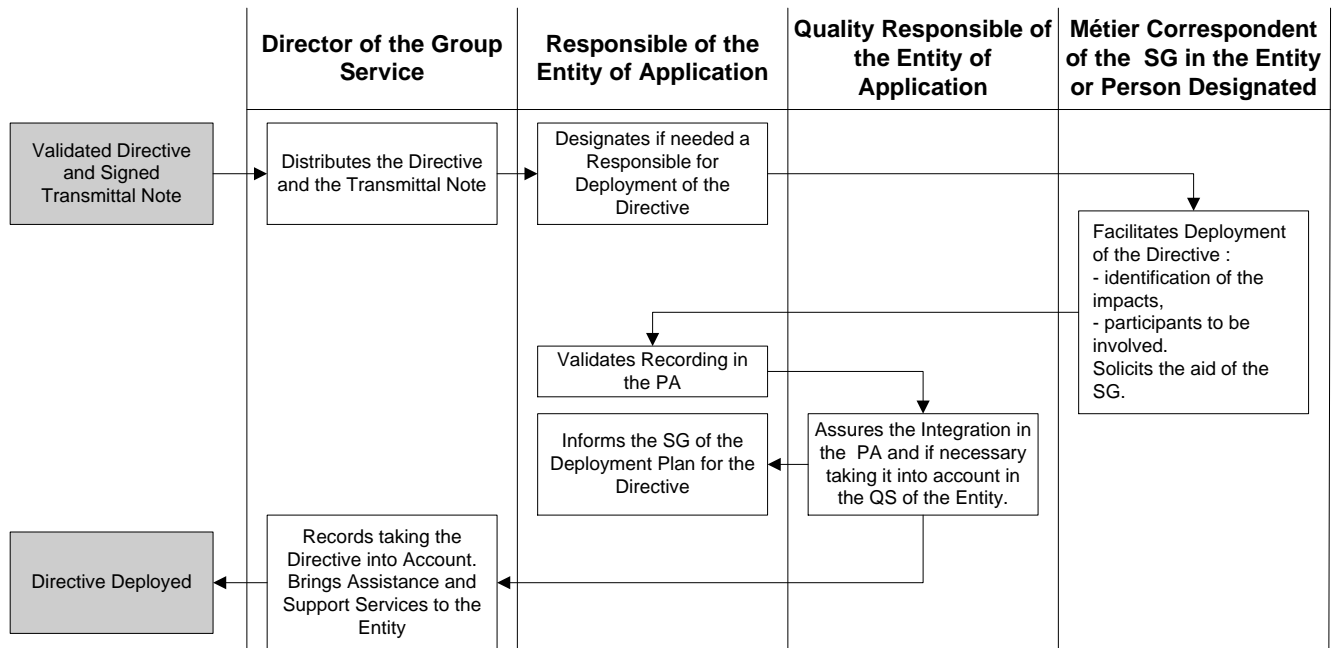 Director of the Group
Service
Responsible of the
Entity of Application
Quality Responsible of
the Entity of
Application
Métier Correspondent
of the SG in the Entity
or Person Designated
Validated Directive
and Signed
Transmittal Note
Distributes the Directive
and the Transmittal Note
Designates if needed a
Responsible for
Deployment of the
Directive
Facilitates Deployment
of the Directive :
- identification of the
impacts,
- participants to be
involved.
Solicits the aid of the
SG.
Validates Recording in
the PA
Assures the Integration in
the PA and if necessary
taking it into account in
the QS of the Entity.
Informs the SG of the
Deployment Plan for the
Directive
Records taking the
Directive into Account.
Brings Assistance and
Support Services to the
Entity
Directive Deployed